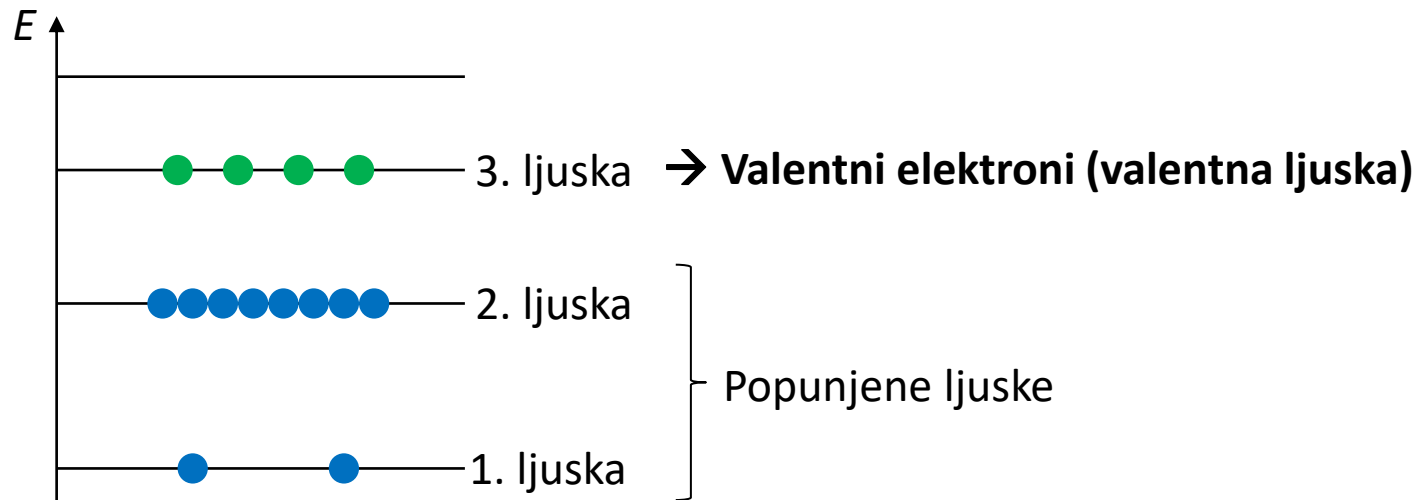 E
3. ljuska → Valentni elektroni (valentna ljuska)
2. ljuska
Popunjene ljuske
1. ljuska